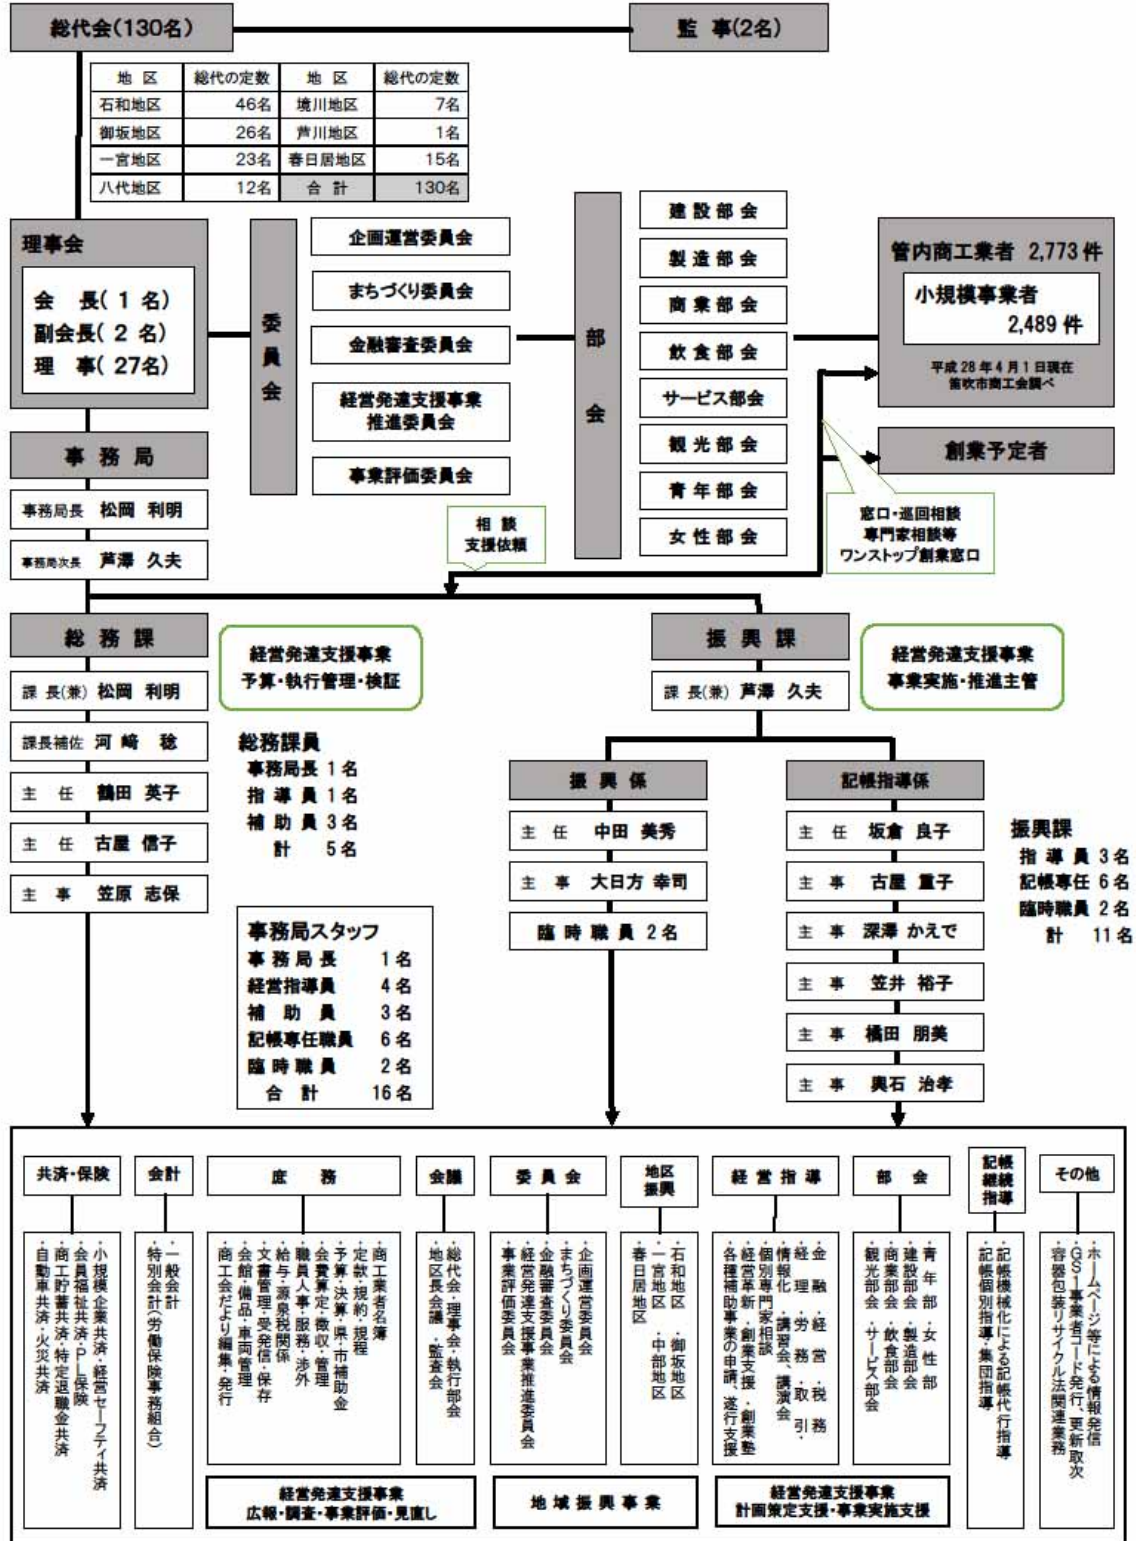 総代会(130名)
監 事(2名)
地 区 総代の定数 地 区 総代の定数
石和地区 46名 境川地区 7名
御坂地区 26名 芦川地区 1名
一宮地区 23名 春日居地区 15名
八代地区 12名 合 計 130名
理事会
会 長( 1 名)
副会長( 2 名)
理 事( 27名)
委員会
企画運営委員会
まちづくり委員会
金融審査委員会
経営発達支援事業
推進委員会
事業評価委員会
部会
建設部会
製造部会
商業部会
飲食部会
サービス部会
観光部会
青年部会
女性部会
管内商工業者 2,773 件
小規模事業者
2,489 件
平成 28 年 4 月 1 日現在
笛吹市商工会調べ
創業予定者
窓口・巡回相談
専門家相談等
ワンストップ創業窓口
相 談
支援依頼
事 務 局
事務局長 松岡 利明
事務局次長 芦澤 久夫
総 務 課
課 長(兼) 松岡 利明
課長補佐 河﨑 稔
主 任 鶴田 英子
主 任 古屋 信子
主 事 笠原 志保
経営発達支援事業
予算・執行管理・検証
総務課員
事務局長 1 名
指 導 員 1 名
補 助 員 3 名
計 5 名
事務局スタッフ
事 務 局 長 1 名
経営指導員 4 名
補 助 員 3 名
記帳専任職員 6 名
臨 時 職 員 2 名
合 計 16 名
振 興 課
課 長(兼) 芦澤 久夫
経営発達支援事業
事業実施・推進主管
振 興 係
主 任 中田 美秀
主 事 大日方 幸司
臨 時 職 員 2 名
記帳指導係
主 任 坂倉 良子
主 事 古屋 重子
主 事 深澤 かえで
主 事 笠井 裕子
主 事 橘田 朋美
主 事 輿石 治孝
振興課
指 導 員 3 名
記帳専任 6 名
臨時職員 2 名
計 11 名
共済・保険
・小規模企業共済・経営セーフティ共済
・会員福祉共済・PL保険
・商工貯蓄共済・特定退職金共済
・自動車共済・火災共済
会計
・一般会計
・特別会計(労働保険事務組合)
庶 務
・商工業者名簿
・定款・規約・規程
・予算・決算・県・市補助金
・会費算定・徴収・管理
・職員人事・服務・渉外
・給与・源泉税関係
・文書管理・受発信・保存
・会館・備品・車両管理
・商工会だより編集・発行
会議
・総代会・理事会・執行部会
・地区長会議 ・監査会
委 員 会
・企画運営委員会
・まちづくり委員会
・金融審査委員会
・経営発達支援事業推進委員会
・事業評価委員会
地区
振興
・石和地区 ・御坂地区
・一宮地区 ・中部地区
・春日居地区
経 営 指 導
・金 融 ・経 営 ・税 務
・経 理 ・労 務 ・取 引・
情報化 ・講習会、講演会
・個別専門家相談
・経営革新 ・創業支援 ・創業塾
・各種補助事業の申請、遂行支援
部 会
・青 年 部 ・女 性 部
・建設部会 ・製造部会
・商業部会 ・飲食部会
・観光部会 ・サービス部会
記帳
継続
指導
・記帳機械化による記帳代行指導
・記帳個別指導・集団指導
その他
・ホームページ等による情報発信
・GS1事業者コード発行、更新取次
・容器包装リサイクル法関連業務
経営発達支援事業
広報・調査・事業評価・見直し
地 域 振 興 事 業
経営発達支援事業
計画策定支援・事業実施支援